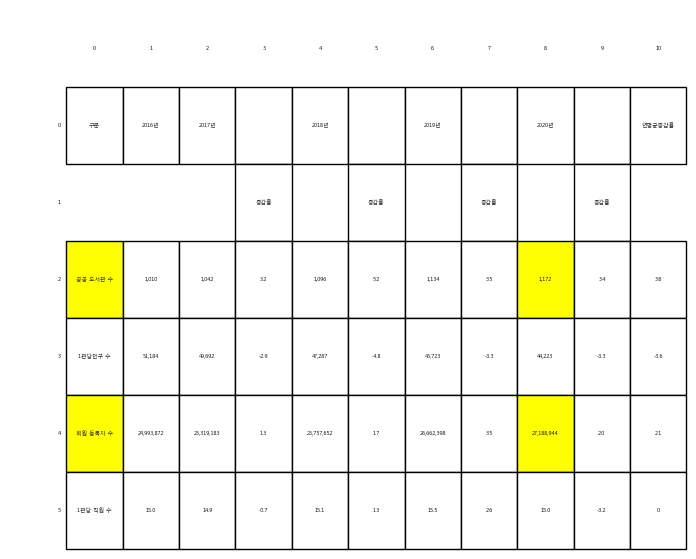 0 1 2 3 4 5 6 7 8 9 10
0 구분 2016년 2017년 2018년 2019년 2020년 연평균증감률
1 증감률 증감률 증감률 증감률
2 공공 도서관 수 1,010 1,042 3.2 1,096 5.2 1,134 3.5 1,172 3.4 3.8
3 1관당인구 수 51,184 49,692 -2.9 47,287 -4.8 45,723 -3.3 44,223 -3.3 -3.6
4 회원 등록자 수 24,993,872 25,319,183 1.3 25,757,652 1.7 26,662,398 3.5 27,188,944 2.0 2.1
5 1관당 직원 수 15.0 14.9 -0.7 15.1 1.3 15.5 2.6 15.0 -3.2 0